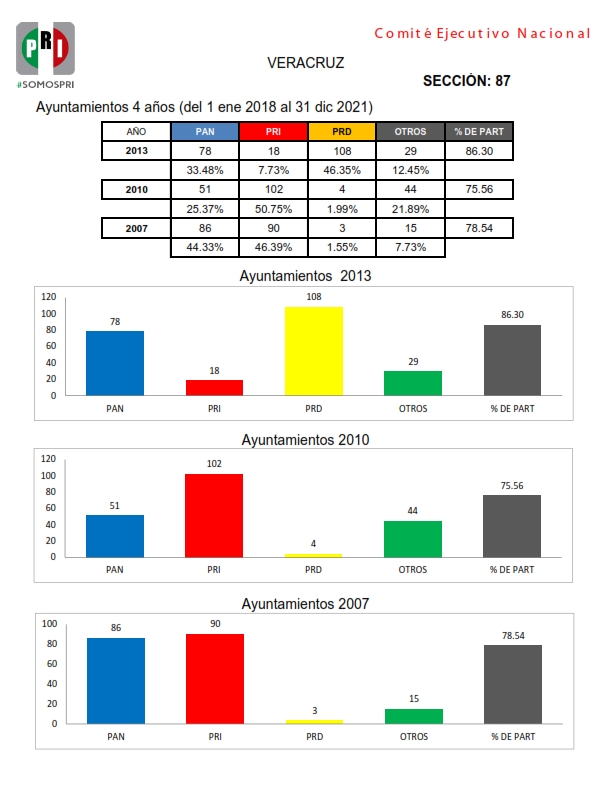 PRI
#SOMOSPRI
Comité Ejecutivo Nacional
VERACRUZ
SECCIÓN: 87
Ayuntamientos 4 años (del 1 ene 2018 al 31 dic 2021)
AÑO PAN PRI PRD OTROS % DE PART
2013 78 18 108 29 86.30
33.48% 7.73% 46.35% 12.45%
2010 51 102 4 44 75.56
25.37% 50.75% 1.99% 21.89%
2007 86 90 3 15 78.54
44.33% 46.39% 1.55% 7.73%
Ayuntamientos 2013
120
100
80
60
40
20
0
78 18 108 29 86.30
PAN PRI PRD OTROS % DE PART
Ayuntamientos 2010
120
100
80
60
40
20
0
51 102 4 44 75.56
PAN PRI PRD OTROS % DE PART
Ayuntamientos 2007
100
80
60
40
20
0
86 90 3 15 78.54
PAN PRI PRD OTROS % DE PART